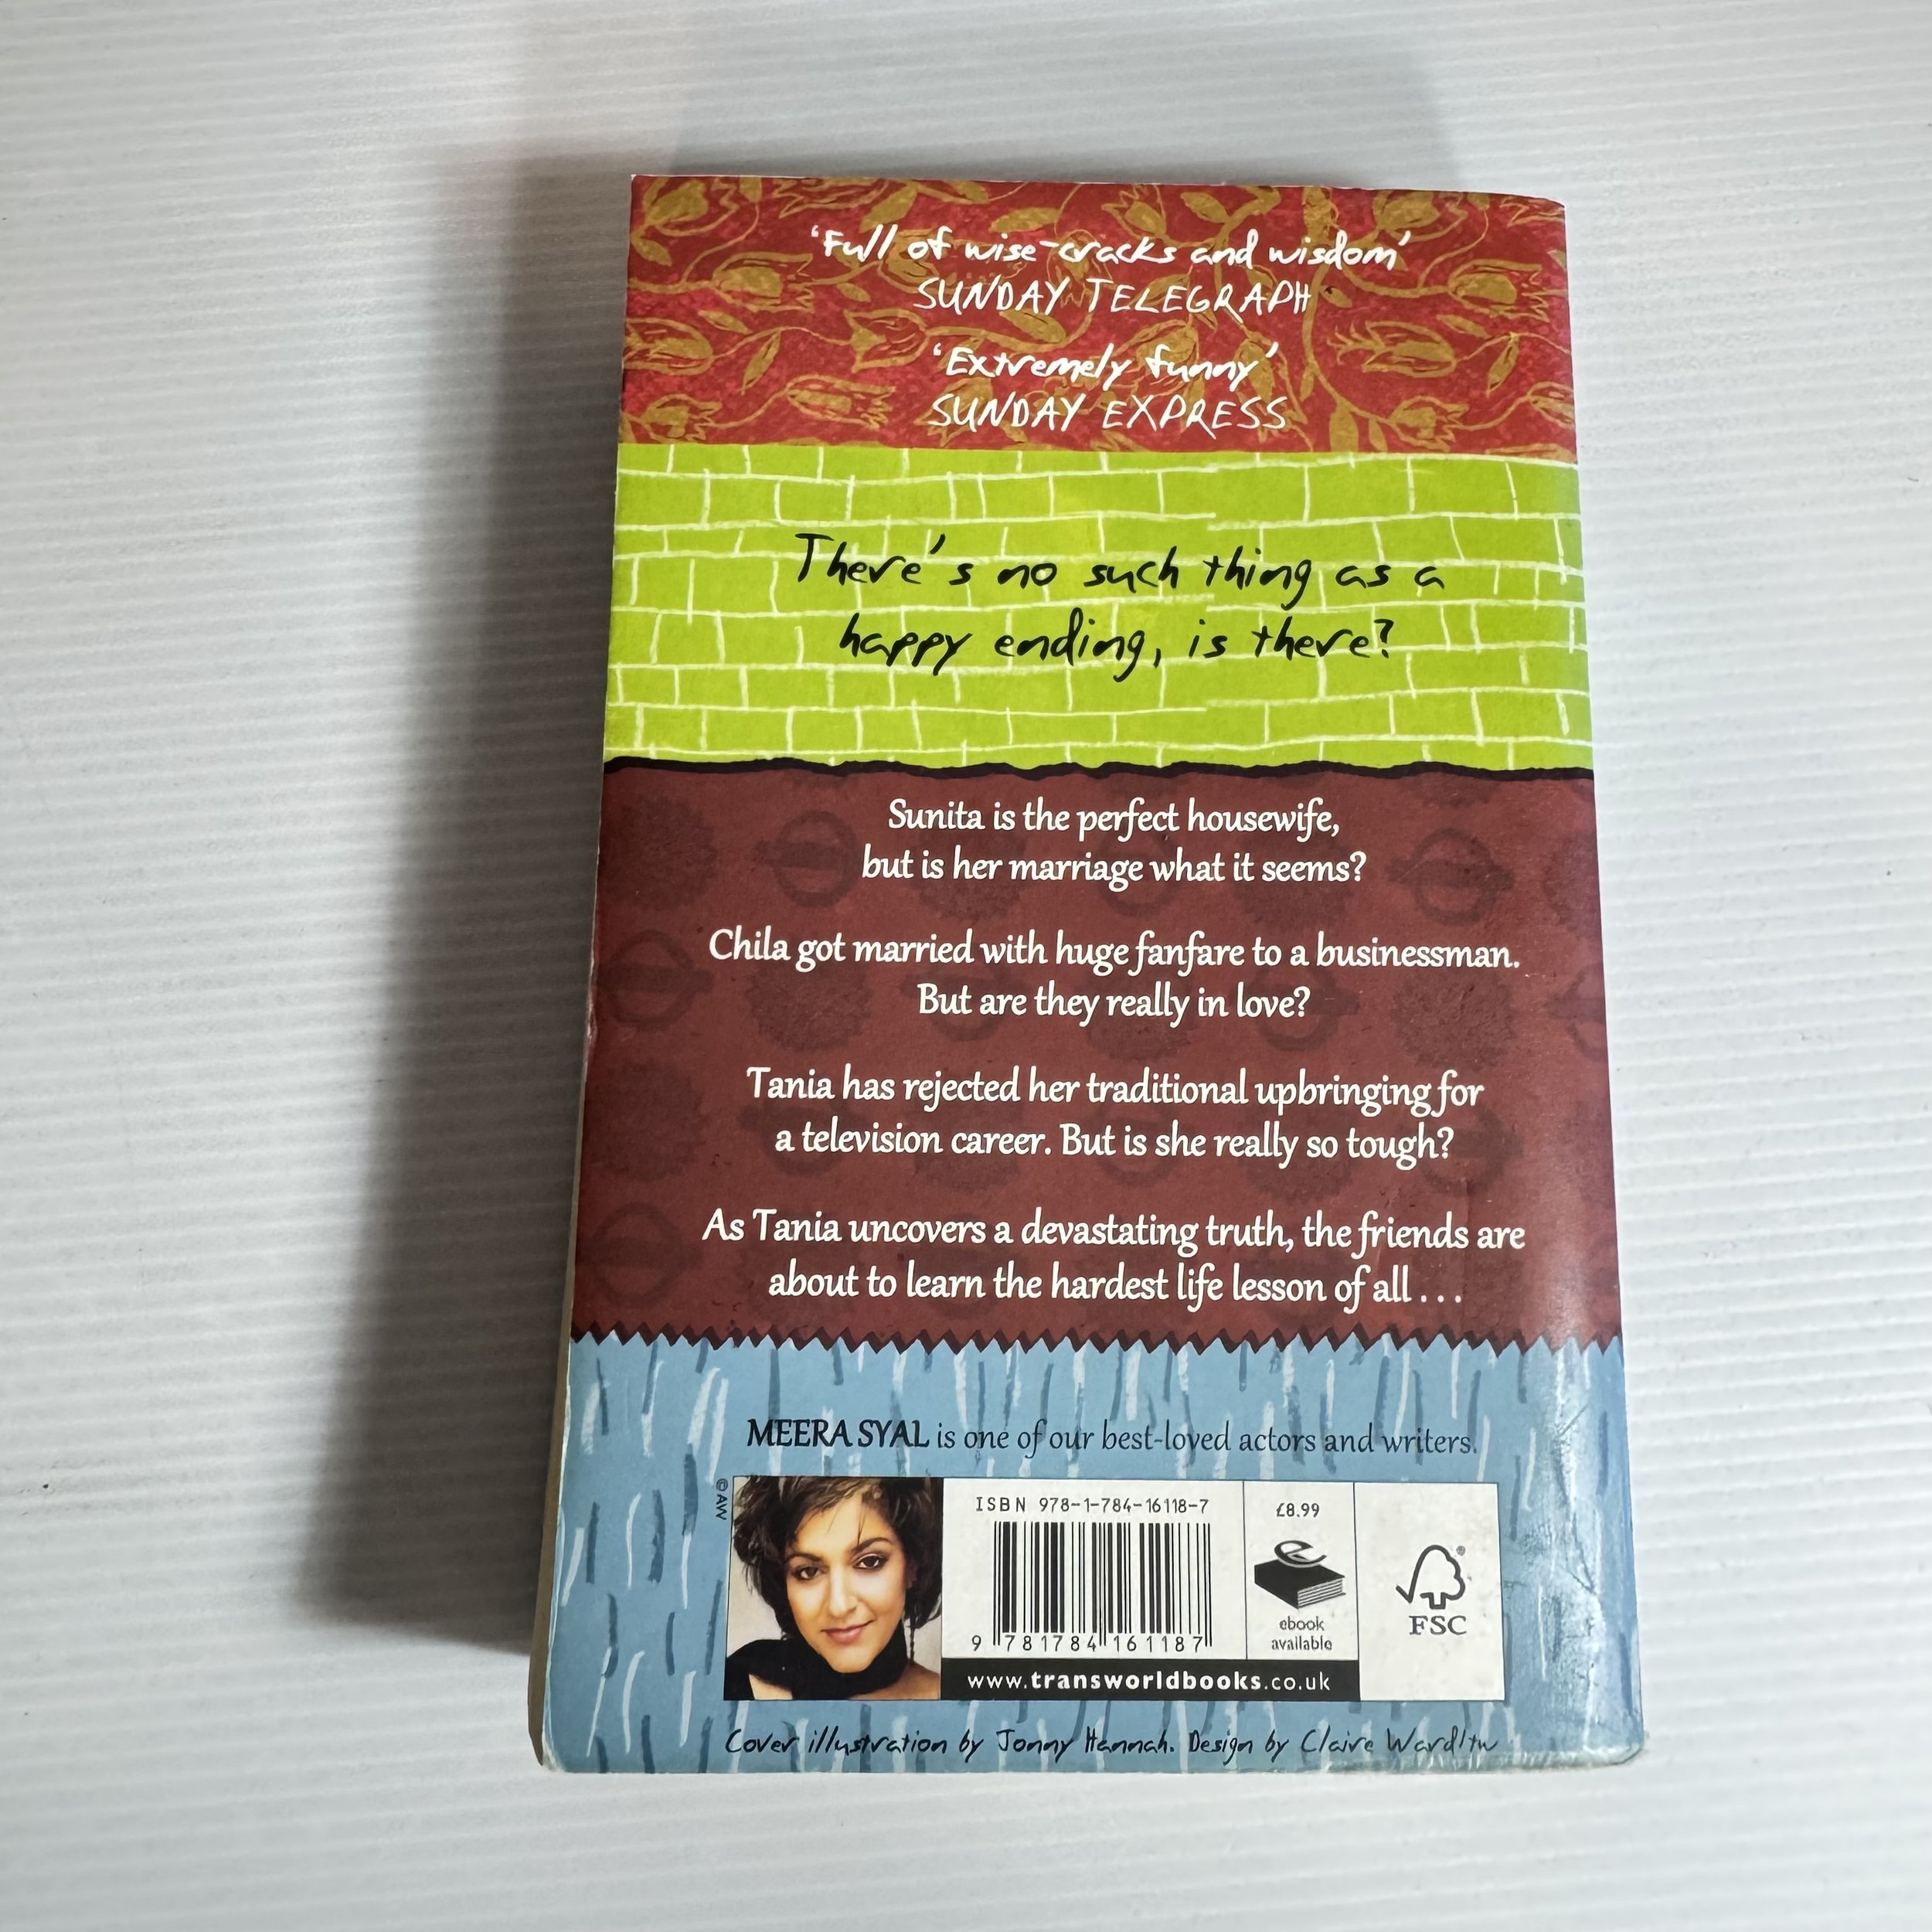 ‘Full of wise-cracks and wisdom’
SUNDAY TELEGRAPH
‘Extremely funny’
SUNDAY EXPRESS
There's no such thing as a
happy ending, is there?
Sunita is the perfect housewife,
but is her marriage what it seems?
Chila got married with huge fanfare to a businessman.
But are they really in love?
Tania has rejected her traditional upbringing for
a television career. But is she really so tough?
As Tania uncovers a devastating truth, the friends are
about to learn the hardest life lesson of all . . .
MEERA SYAL is one of our best-loved actors and writers.
© AW
ISBN 978-1-784-16118-7
9 781784 161187
£8.99
ebook
available
®
FSC
www.transworldbooks.co.uk
Cover illustration by Jonny Hannah. Design by Claire